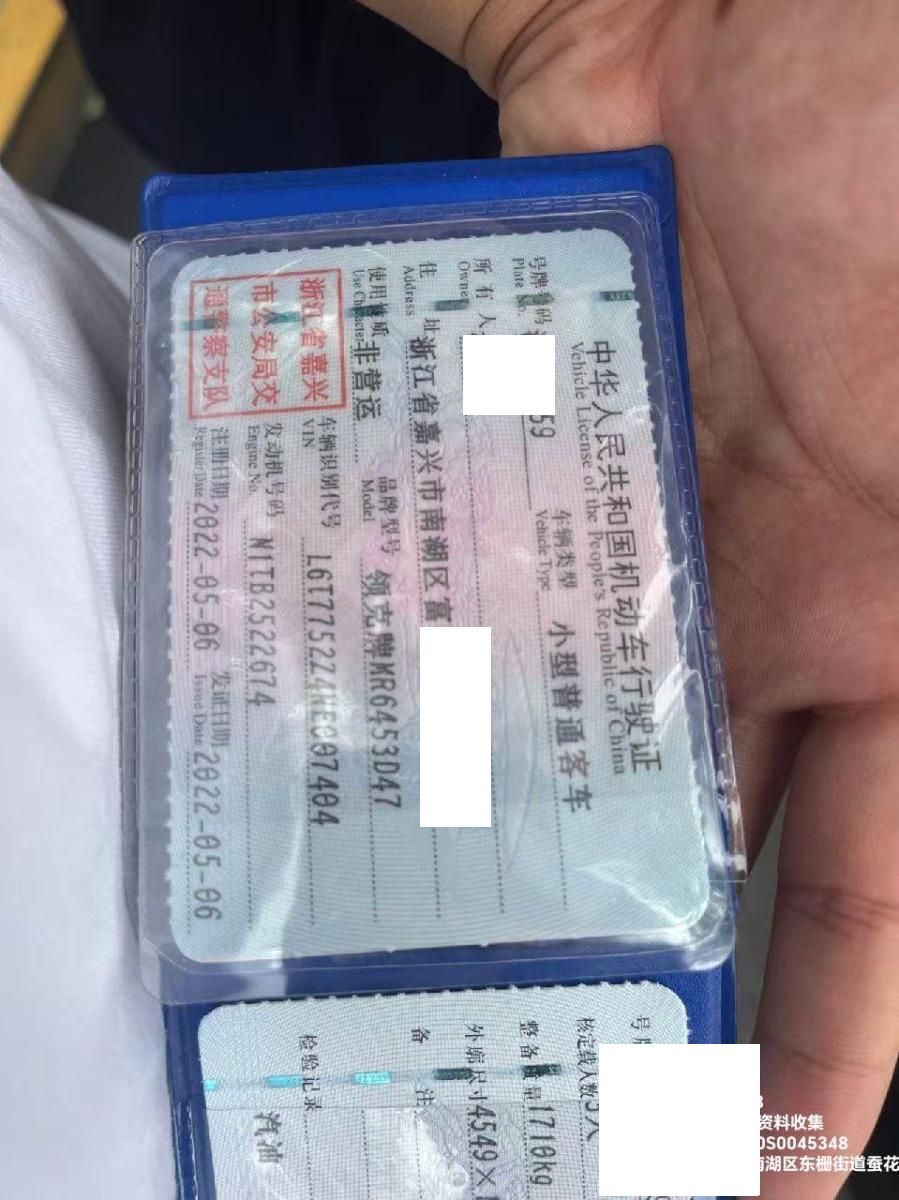 中华人民共和国机动车行驶证
Vehicle License of the People's Republic of China
号牌号码
Plate No.
59
车辆类型
Vehicle Type
小型普通客车
所有人
Owner
住址
Address
浙江省嘉兴市南湖区富
使用性质
Use Character
非营运
品牌型号
Model
领克牌MR6453D47
车辆识别代号
VIN
L6T7752Z4NE007404
发动机号码
Engine No.
N1TB2522674
注册日期
Register Date
2022-05-06
发证日期
Issue Date
2022-05-06
浙江省嘉兴
市公安局交
通警察支队
号牌
核定载人数 5人
整备质量 1710kg
外廓尺寸 4549×1
备注
检验记录
汽油
资料收集
0S0045348
南湖区东栅街道蚕花